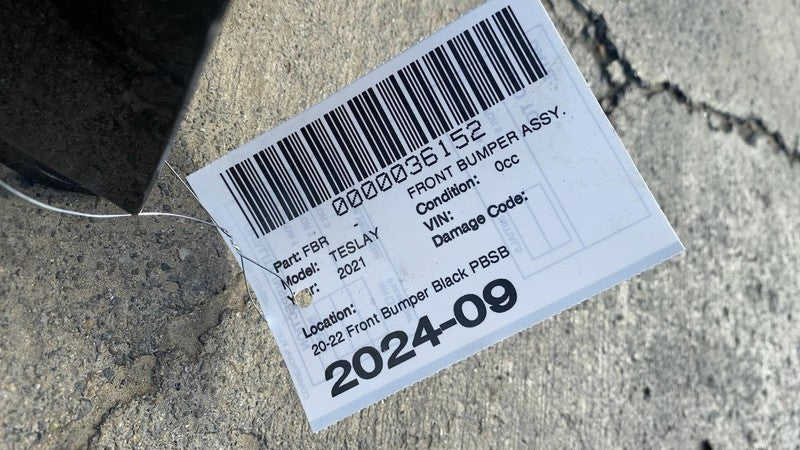 0000036152
Part: FBR - FRONT BUMPER ASSY.
Model: TESLAY Condition: 0cc
Year: 2021 VIN:
Damage Code:
Location:
20-22 Front Bumper Black PBSB
2024-09